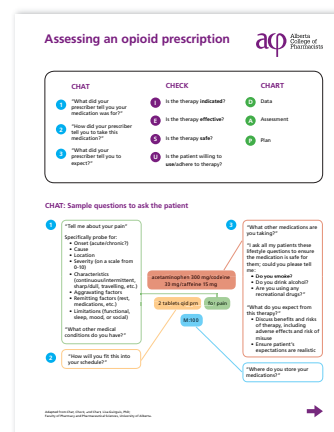 Assessing an opioid prescription
acp
Alberta
College of
Pharmacists
CHAT
1 "What did your
prescriber tell you your
medication was for?"
2 "How did your prescriber
tell you to take this
medication?"
3 "What did your
prescriber tell you to
expect?"
CHECK
I Is the therapy indicated?
E Is the therapy effective?
S Is the therapy safe?
U Is the patient willing to
use/adhere to therapy?
CHART
D Data
A Assessment
P Plan
CHAT: Sample questions to ask the patient
1
"Tell me about your pain"
Specifically probe for:
• Onset (acute/chronic?)
• Cause
• Location
• Severity (on a scale from
0-10)
• Characteristics
(continuous/intermittent,
sharp/dull, travelling, etc.)
• Aggravating factors
• Remitting factors (rest,
medications, etc.)
• Limitations (functional,
sleep, mood, or social)
"What other medical
conditions do you have?"
2
"How will you fit this into
your schedule?"
acetaminophen 300 mg/codeine
30 mg/caffeine 15 mg
2 tablets qid prn
for pain
M:100
3
"What other medications are
you taking?"
"I ask all my patients these
lifestyle questions to ensure
the medication is safe for
them; could you please tell
me:
• Do you smoke?
• Do you drink alcohol?
• Are you using any
recreational drugs?"
"What do you expect from
this therapy?"
• Discuss benefits and risks
of therapy, including
adverse effects and risk of
misuse
• Ensure patient's
expectations are realistic
"Where do you store your
medications?"
Faculty of Pharmacy and Pharmaceutical Sciences, University of Alberta.